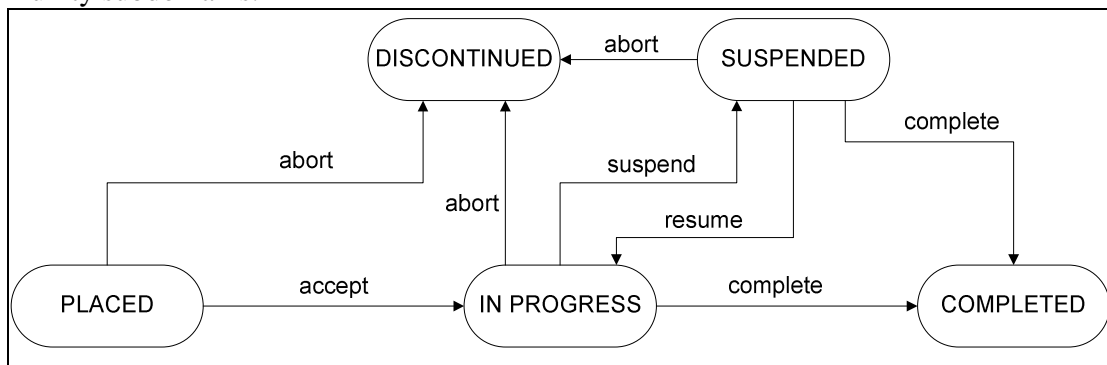 DISCONTINUED
abort
SUSPENDED
complete
abort
suspend
abort
resume
PLACED
accept
IN PROGRESS
complete
COMPLETED